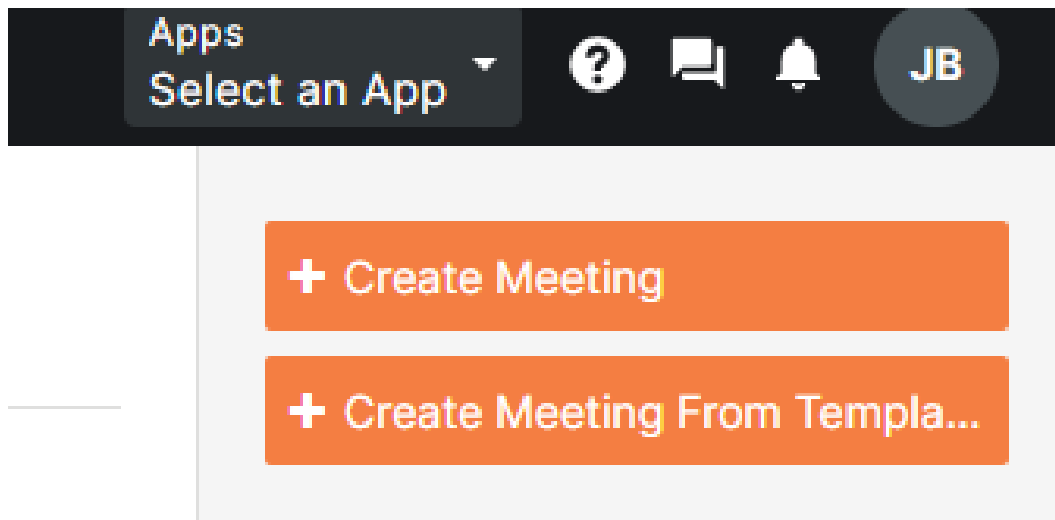 Apps
Select an App
JB
+ Create Meeting
+ Create Meeting From Templa...